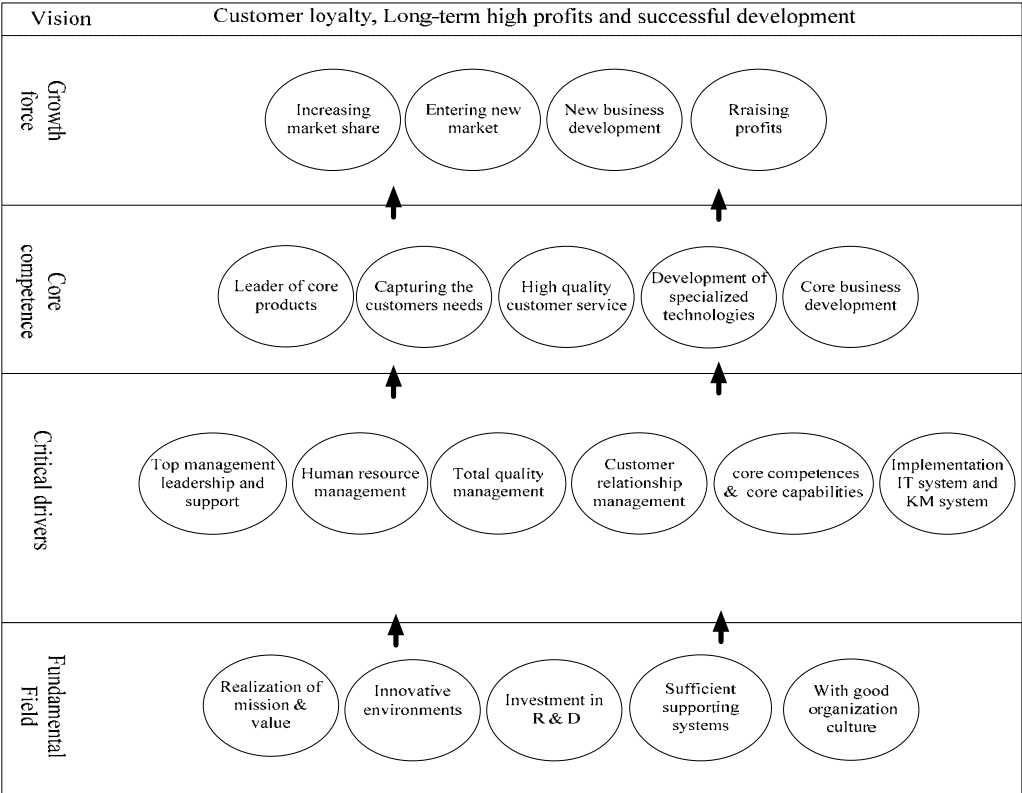 Vision
Customer loyalty, Long-term high profits and successful development
Growth
force
Increasing
market share
Entering new
market
New business
development
Rraising
profits
Core
competence
Leader of core
products
Capturing the
customers needs
High quality
customer service
Development of
specialized
technologies
Core business
development
Critical drivers
Top management
leadership and
support
Human resource
management
Total quality
management
Customer
relationship
management
core competences
& core capabilities
Implementation
IT system and
KM system
Fundamental
Field
Realization of
mission &
value
Innovative
environments
Investment in
R & D
Sufficient
supporting
systems
With good
organization
culture